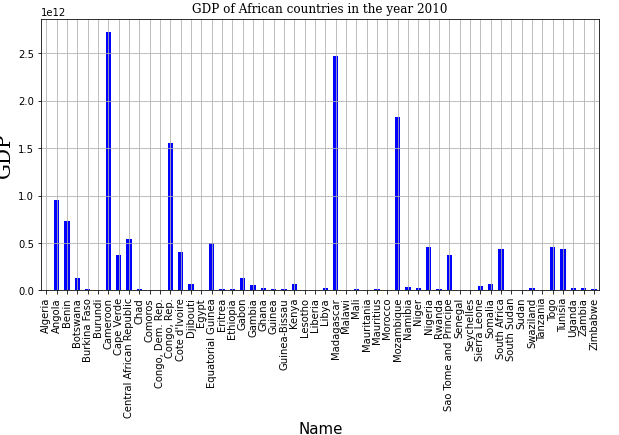 GDP of African countries in the year 2010
1e12
2.5
2.0
1.5
1.0
0.5
0.0
GDP
Algeria
Angola
Benin
Botswana
Burkina Faso
Burundi
Cameroon
Cape Verde
Central African Republic
Chad
Comoros
Congo, Dem. Rep.
Congo, Rep.
Cote d'Ivoire
Djibouti
Egypt
Equatorial Guinea
Eritrea
Ethiopia
Gabon
Gambia
Ghana
Guinea
Guinea-Bissau
Kenya
Lesotho
Liberia
Libya
Madagascar
Malawi
Mali
Mauritania
Mauritius
Morocco
Mozambique
Namibia
Niger
Nigeria
Rwanda
Sao Tome and Principe
Senegal
Seychelles
Sierra Leone
Somalia
South Africa
South Sudan
Sudan
Swaziland
Tanzania
Togo
Tunisia
Uganda
Zambia
Zimbabwe
Name